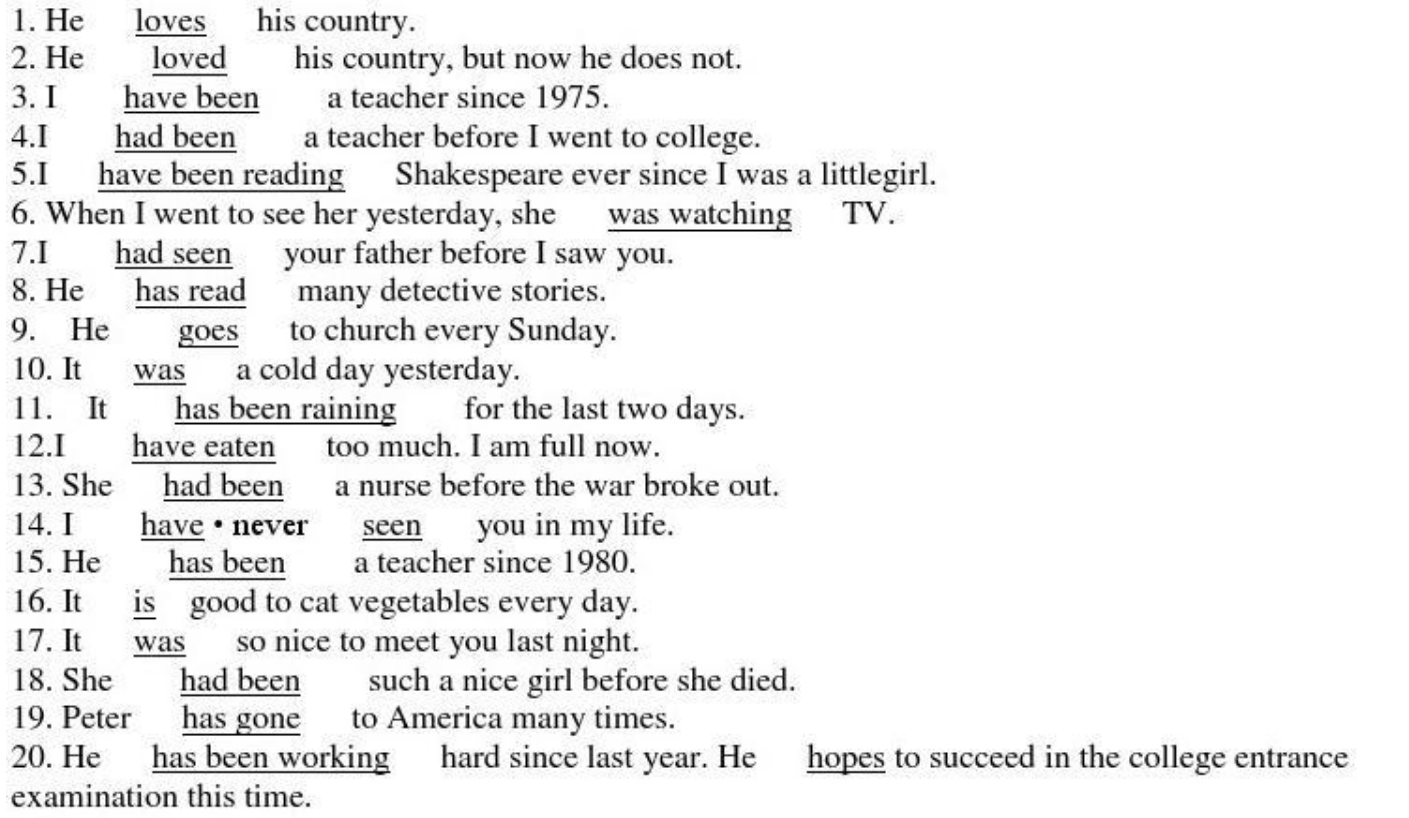 1. He loves his country.
2. He loved his country, but now he does not.
3. I have been a teacher since 1975.
4.I had been a teacher before I went to college.
5.I have been reading Shakespeare ever since I was a littlegirl.
6. When I went to see her yesterday, she was watching TV.
7.I had seen your father before I saw you.
8. He has read many detective stories.
9. He goes to church every Sunday.
10. It was a cold day yesterday.
11. It has been raining for the last two days.
12.I have eaten too much. I am full now.
13. She had been a nurse before the war broke out.
14. I have • never seen you in my life.
15. He has been a teacher since 1980.
16. It is good to cat vegetables every day.
17. It was so nice to meet you last night.
18. She had been such a nice girl before she died.
19. Peter has gone to America many times.
20. He has been working hard since last year. He hopes to succeed in the college entrance
examination this time.